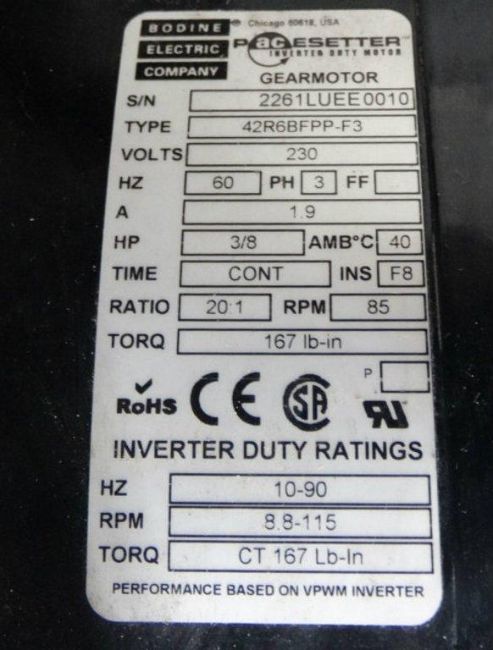 BODINE
ELECTRIC
COMPANY
Chicago 60618, USA
PacESETTER™
INVERTER DUTY MOTOR
GEARMOTOR
S/N 2261LUEE0010
TYPE 42R6BFPP-F3
VOLTS 230
HZ 60 PH 3 FF
A 1.9
HP 3/8 AMB°C 40
TIME CONT INS F8
RATIO 20:1 RPM 85
TORQ 167 lb-in
P
RoHS CE SA RU
INVERTER DUTY RATINGS
HZ 10-90
RPM 8.8-115
TORQ CT 167 Lb-In
PERFORMANCE BASED ON VPWM INVERTER